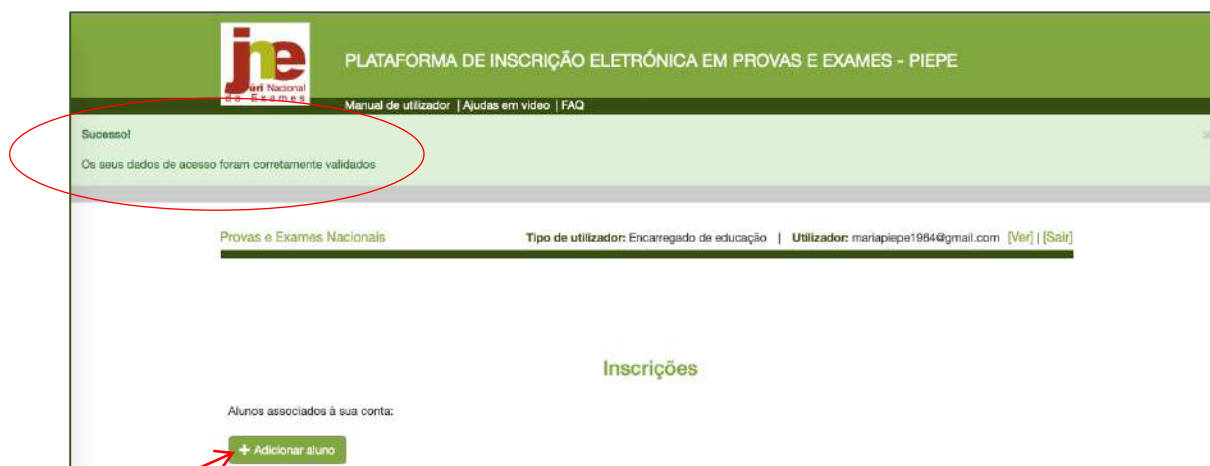 jne
Júri Nacional
de Exames
PLATAFORMA DE INSCRIÇÃO ELETRÓNICA EM PROVAS E EXAMES - PIEPE
Manual de utilizador | Ajudas em video | FAQ
Sucesso!
Os seus dados de acesso foram corretamente validados
×
Provas e Exames Nacionais
Tipo de utilizador: Encarregado de educação | Utilizador: mariapiepe1984@gmail.com [Ver] | [Sair]
Inscrições
Alunos associados à sua conta:
+ Adicionar aluno